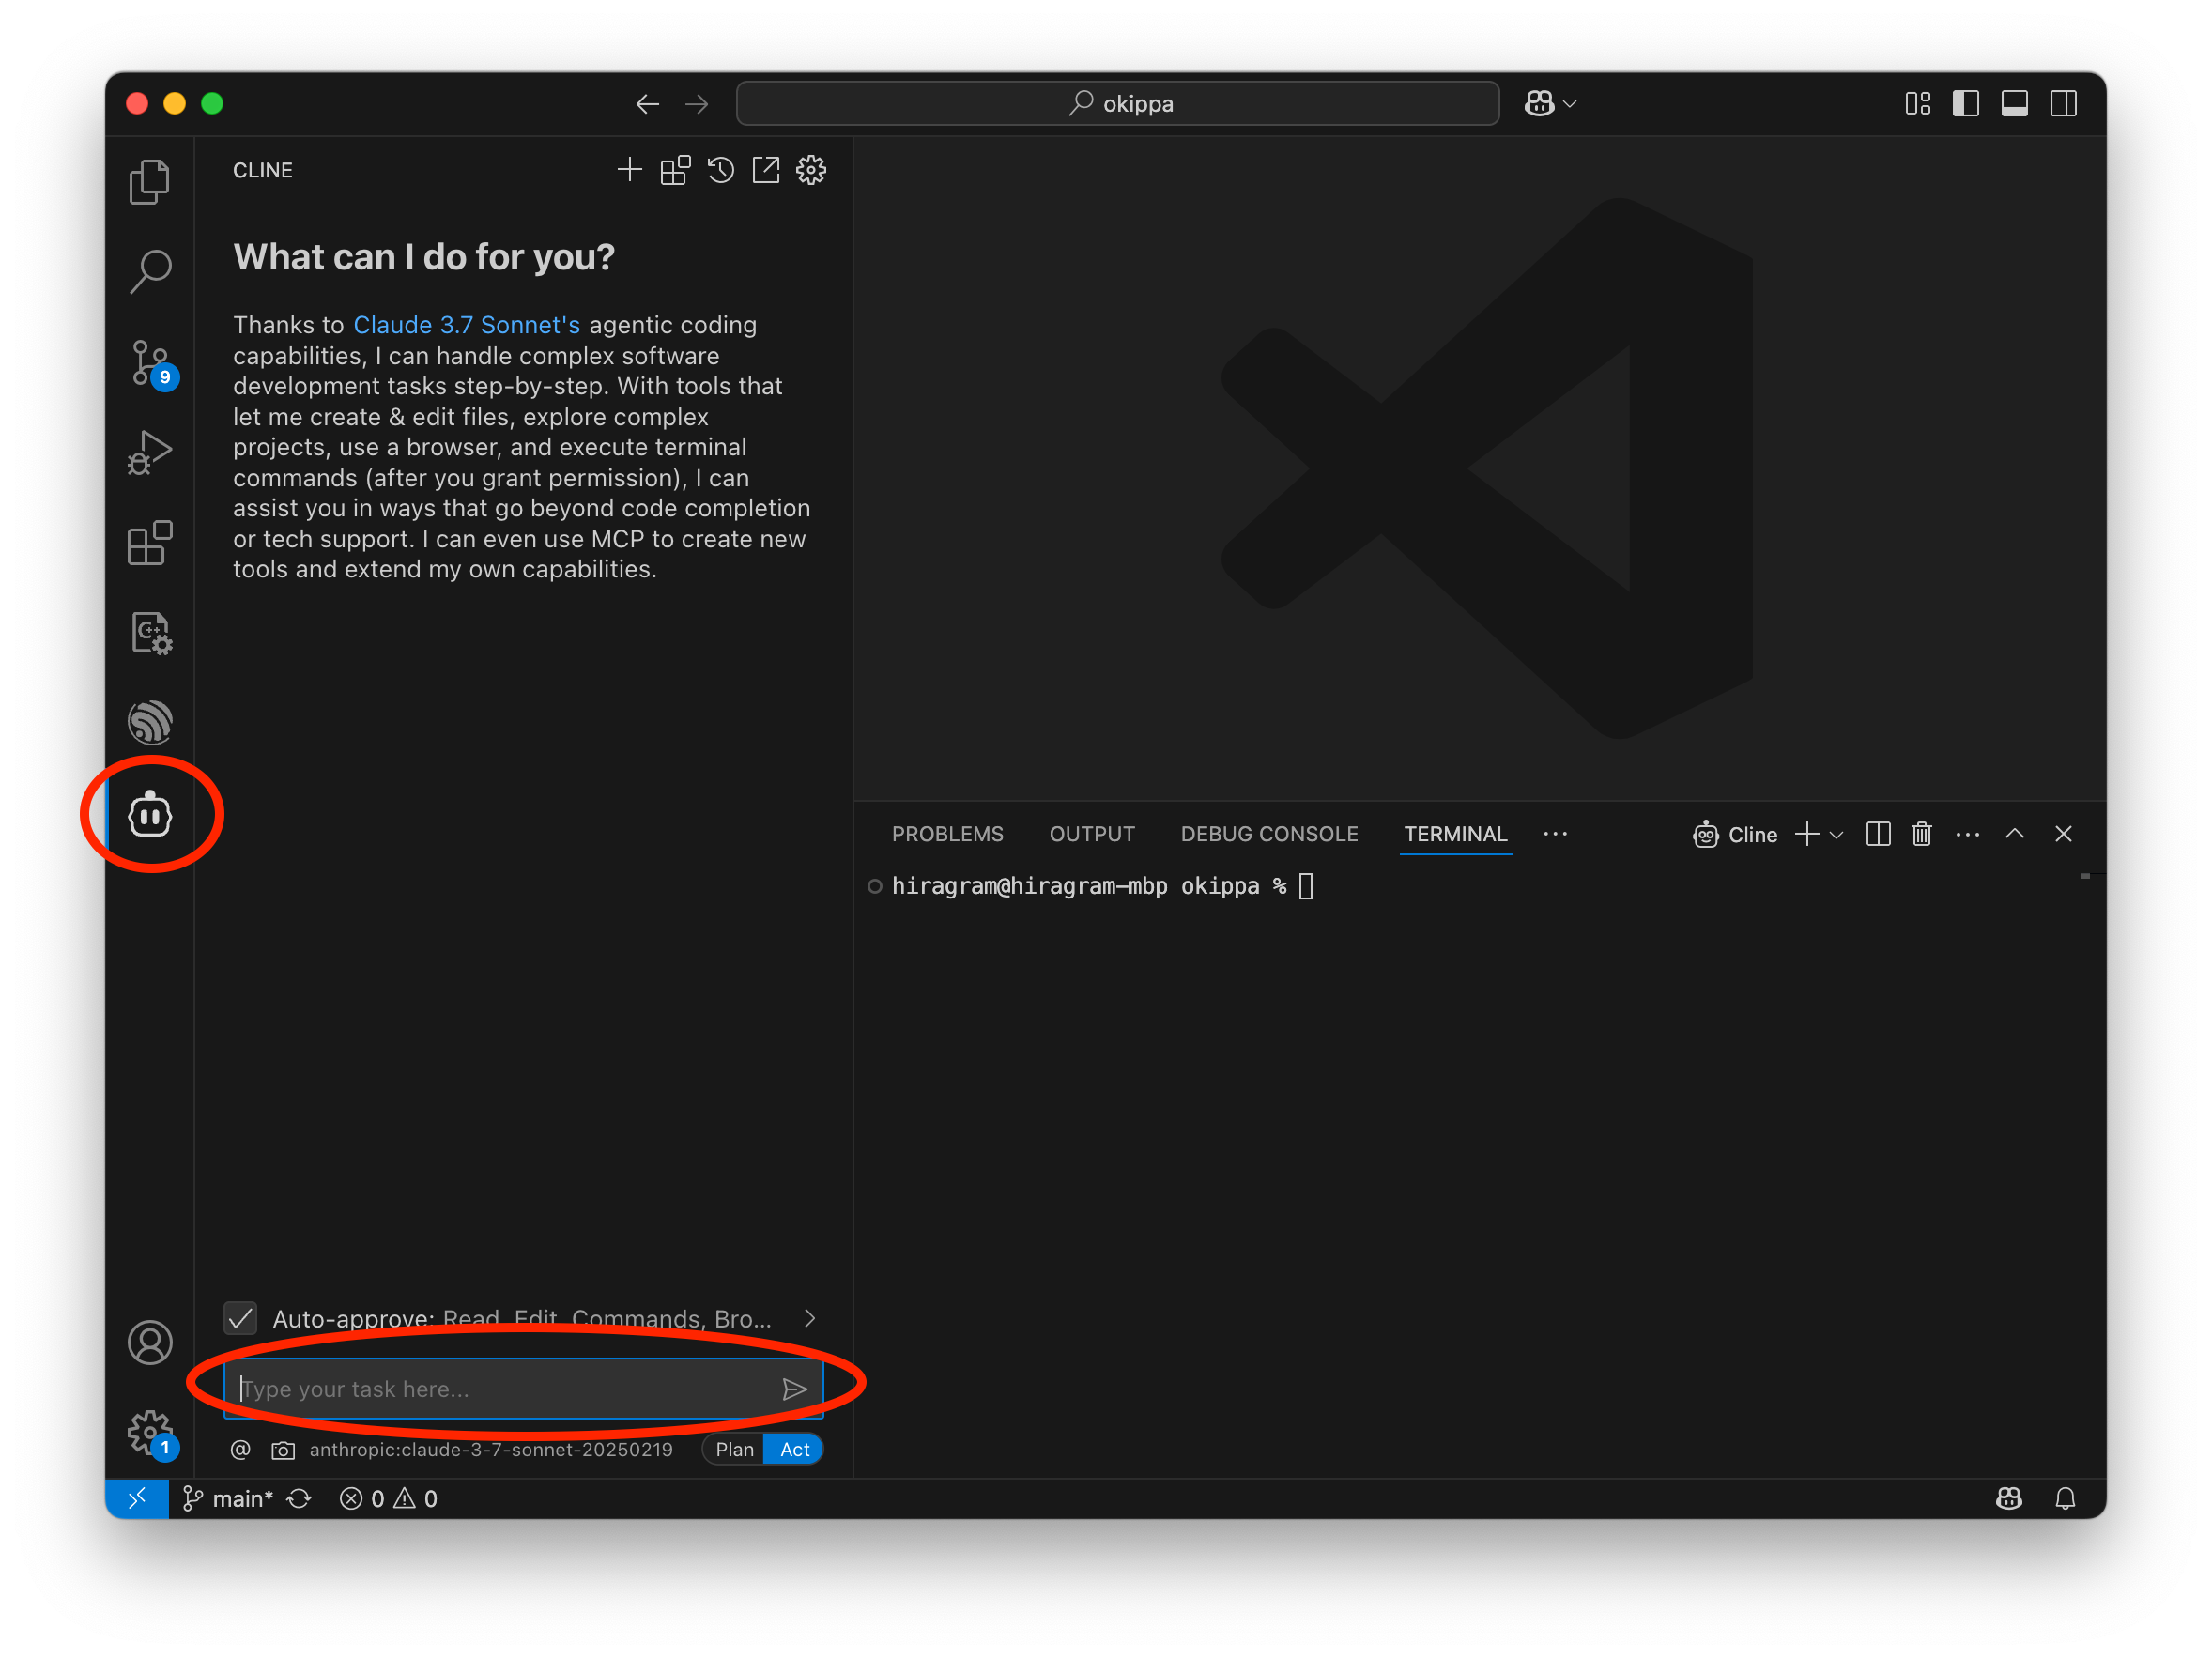 okippa
CLINE
What can I do for you?
Thanks to Claude 3.7 Sonnet's agentic coding
capabilities, I can handle complex software
development tasks step-by-step. With tools that
let me create & edit files, explore complex
projects, use a browser, and execute terminal
commands (after you grant permission), I can
assist you in ways that go beyond code completion
or tech support. I can even use MCP to create new
tools and extend my own capabilities.
9
C++
PROBLEMS OUTPUT DEBUG CONSOLE TERMINAL ··· Cline
hiragram@hiragram-mbp okippa %
Auto-approve: Read, Edit, Commands, Bro...
Type your task here...
1
@ anthropic:claude-3-7-sonnet-20250219 Plan Act
main* 0 0